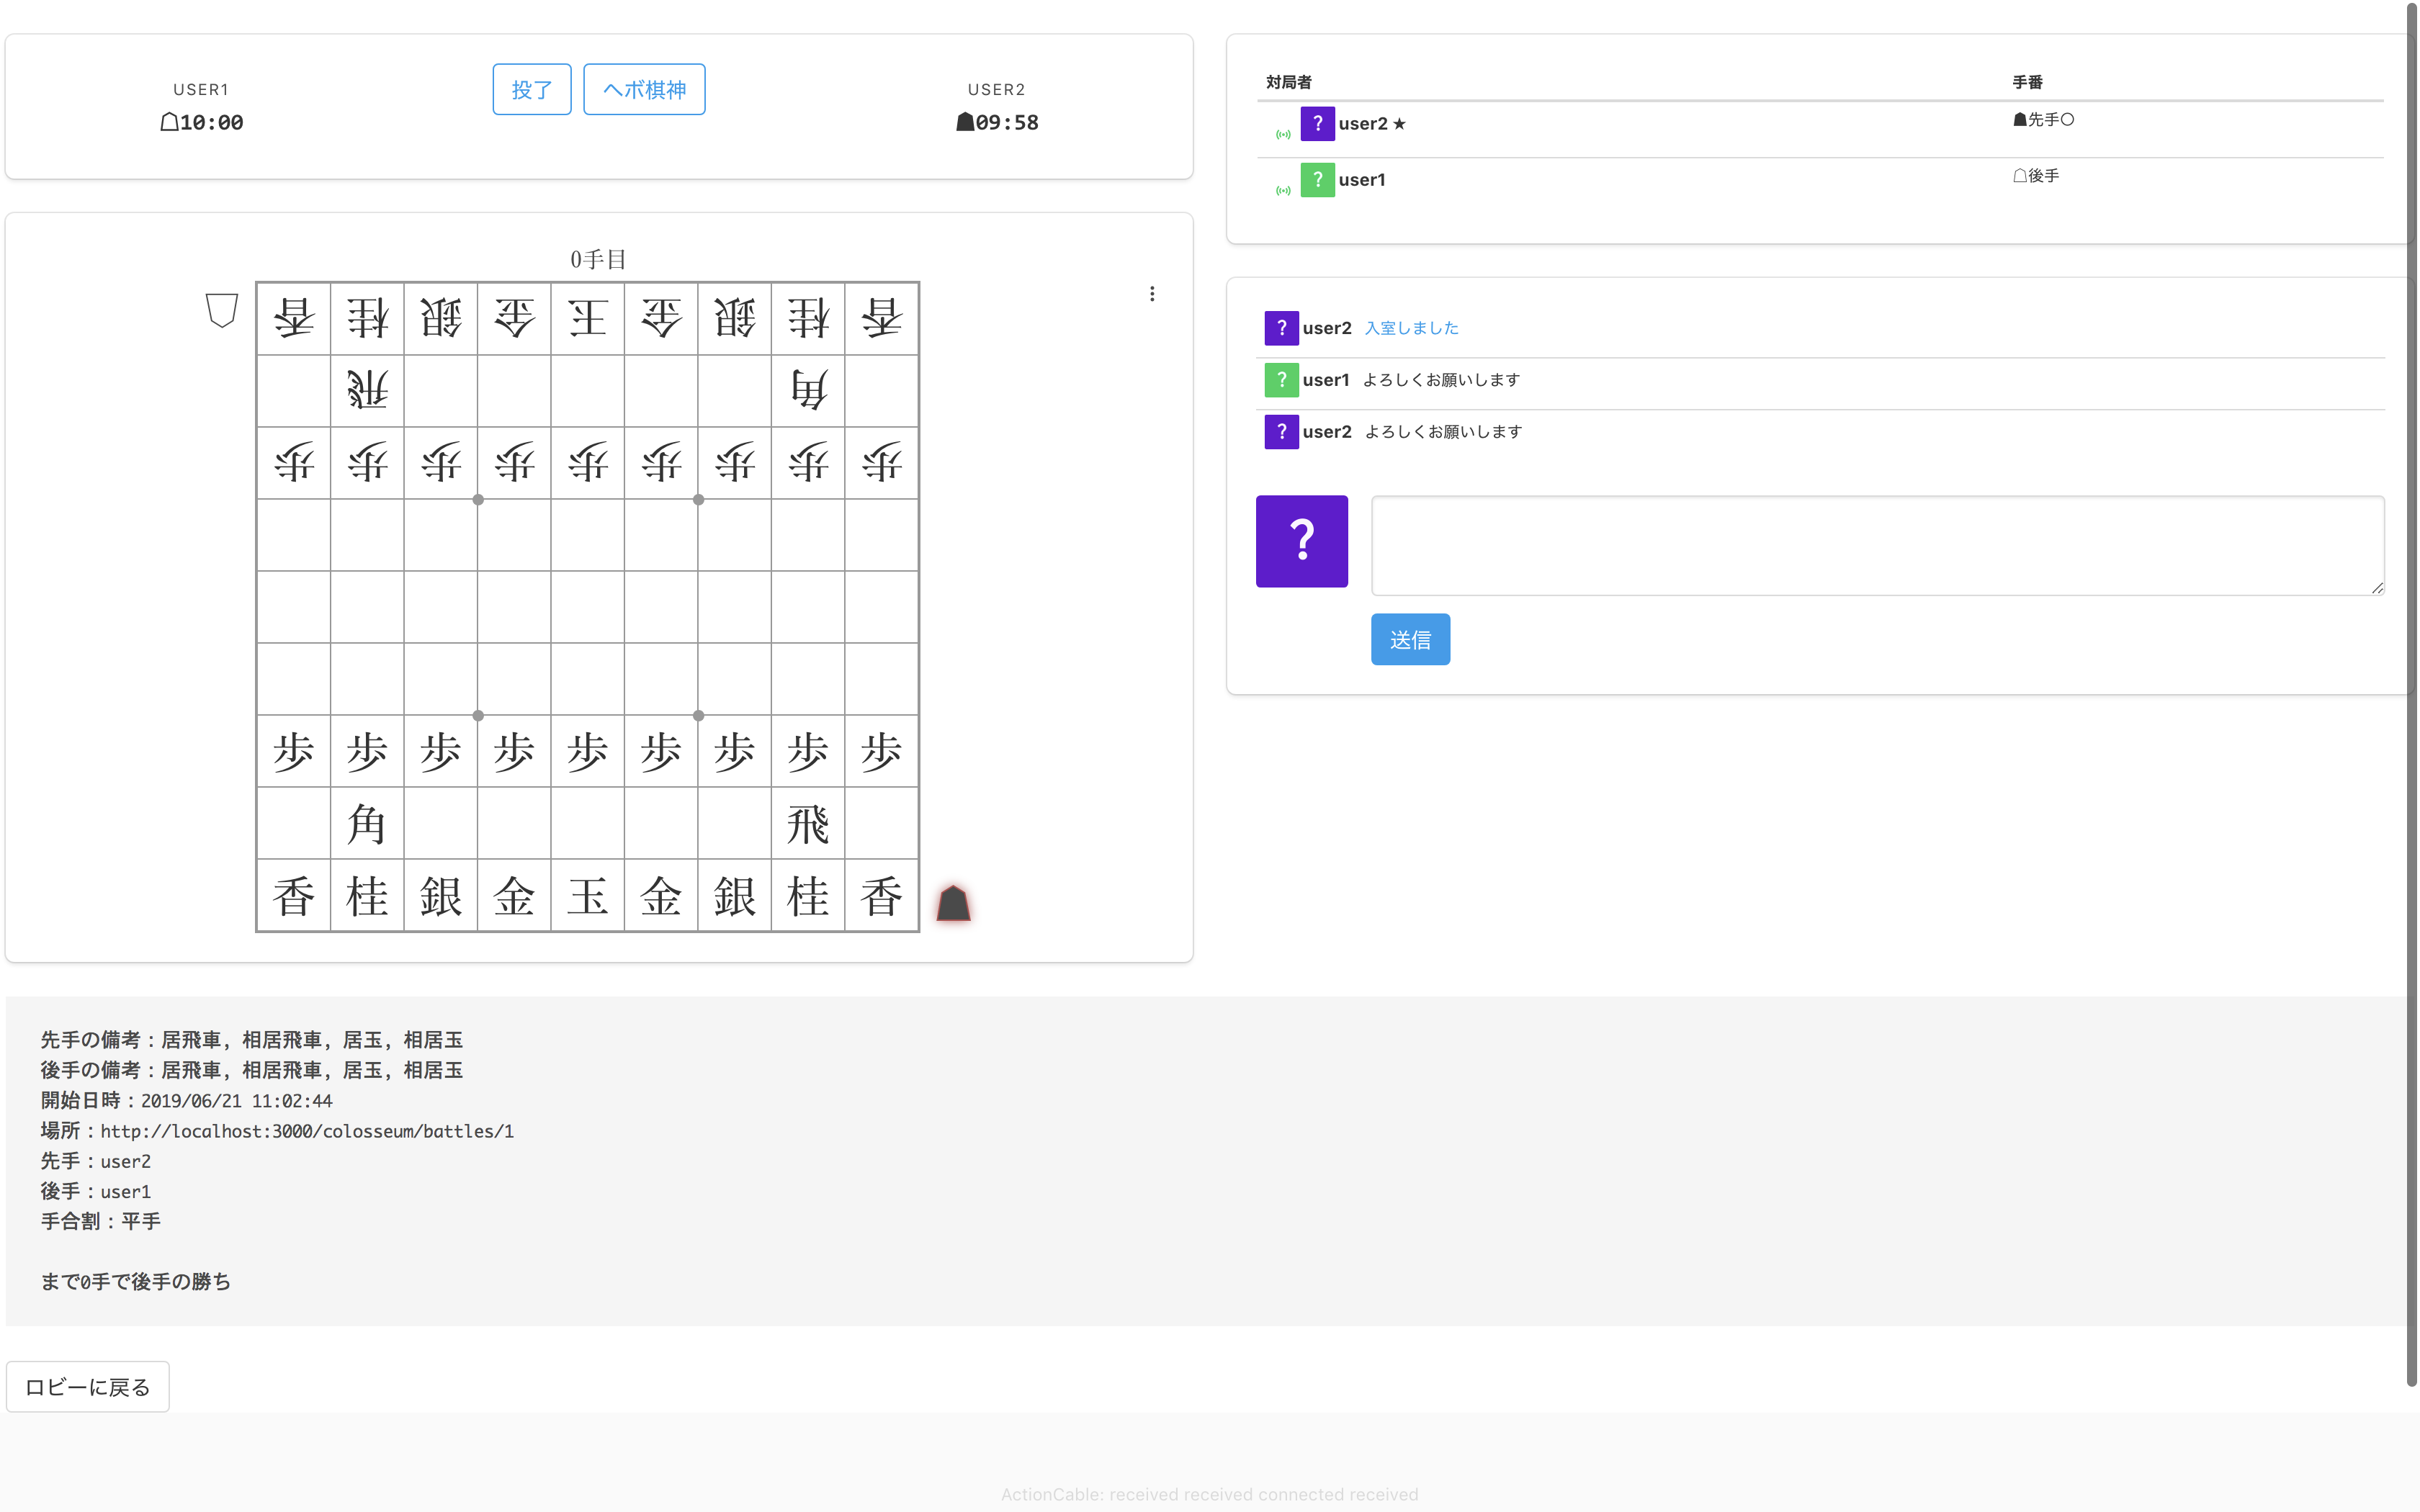 USER1
10:00
投了
ヘボ棋神
USER2
09:58
0手目
香桂銀金王金銀桂香
飛角
歩歩歩歩歩歩歩歩歩
歩歩歩歩歩歩歩歩歩
角飛
香桂銀金玉金銀桂香
対局者 手番
? user2 ★ ☗先手○
? user1 ☖後手
? user2 入室しました
? user1 よろしくお願いします
? user2 よろしくお願いします
?
送信
先手の備考：居飛車, 相居飛車, 居玉, 相居玉
後手の備考：居飛車, 相居飛車, 居玉, 相居玉
開始日時：2019/06/21 11:02:44
場所：http://localhost:3000/colosseum/battles/1
先手：user2
後手：user1
手合割：平手
まで0手で後手の勝ち
ロビーに戻る
ActionCable: received received connected received